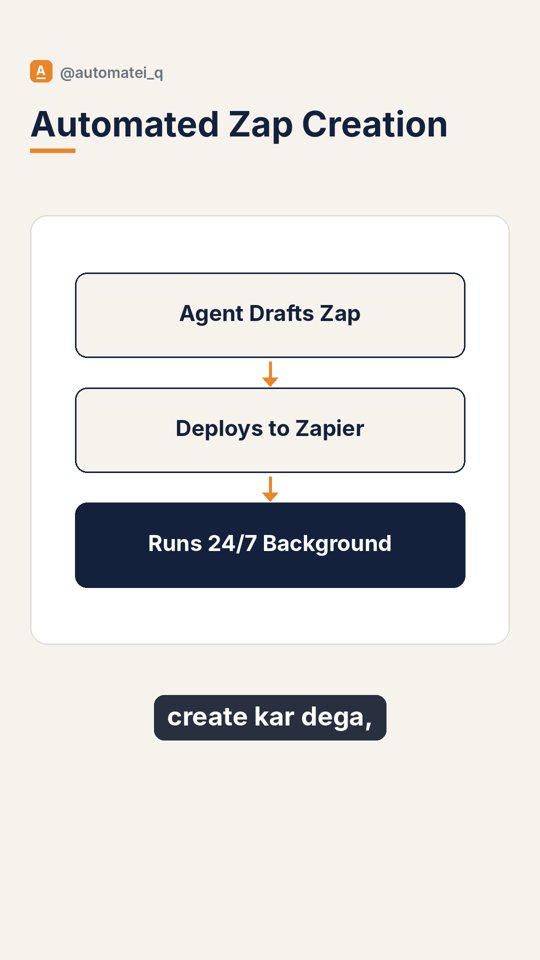 A
@automatei_q
Automated Zap Creation
Agent Drafts Zap
Deploys to Zapier
Runs 24/7 Background
create kar dega,